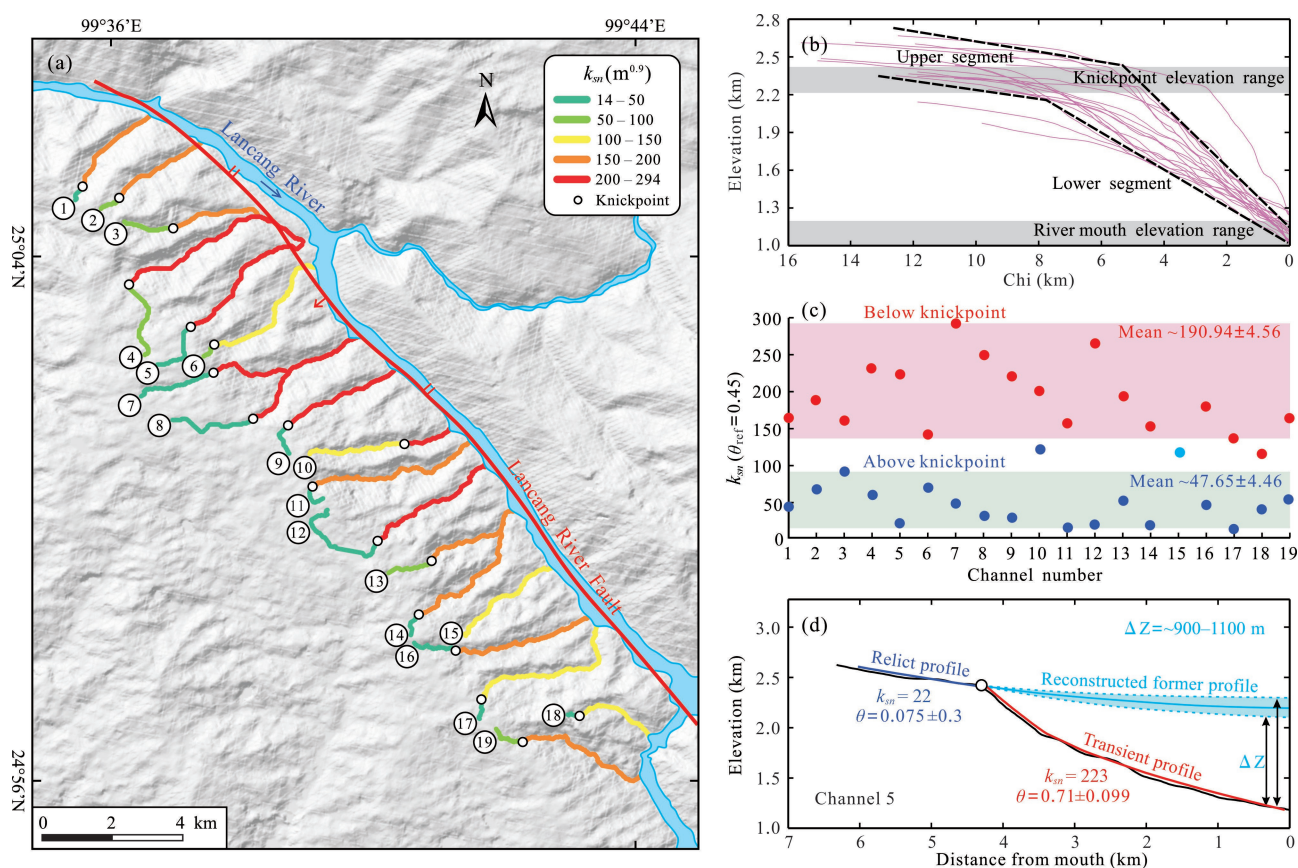 99°36′E
99°44′E
(a)
N
k_sn (m^0.9)
14 – 50
50 – 100
100 – 150
150 – 200
200 – 294
Knickpoint
Lancang River
Lancang River Fault
25°04′N
24°56′N
1
2
3
4
5
6
7
8
9
10
11
12
13
14
15
16
17
18
19
0 2 4 km
(b)
Elevation (km)
2.8
2.5
2.2
1.9
1.6
1.3
1.0
Upper segment
Knickpoint elevation range
Lower segment
River mouth elevation range
16 14 12 10 8 6 4 2 0
Chi (km)
(c)
k_sn (θ_ref = 0.45)
300
250
200
150
100
50
0
Below knickpoint
Mean ~190.94±4.56
Above knickpoint
Mean ~47.65±4.46
1 2 3 4 5 6 7 8 9 10 11 12 13 14 15 16 17 18 19
Channel number
(d)
Elevation (km)
3.0
2.5
2.0
1.5
1.0
Δ Z=~900–1100 m
Relict profile
k_sn = 22
θ = 0.075±0.3
Reconstructed former profile
Transient profile
k_sn = 223
θ = 0.71±0.099
Δ Z
Channel 5
7 6 5 4 3 2 1 0
Distance from mouth (km)